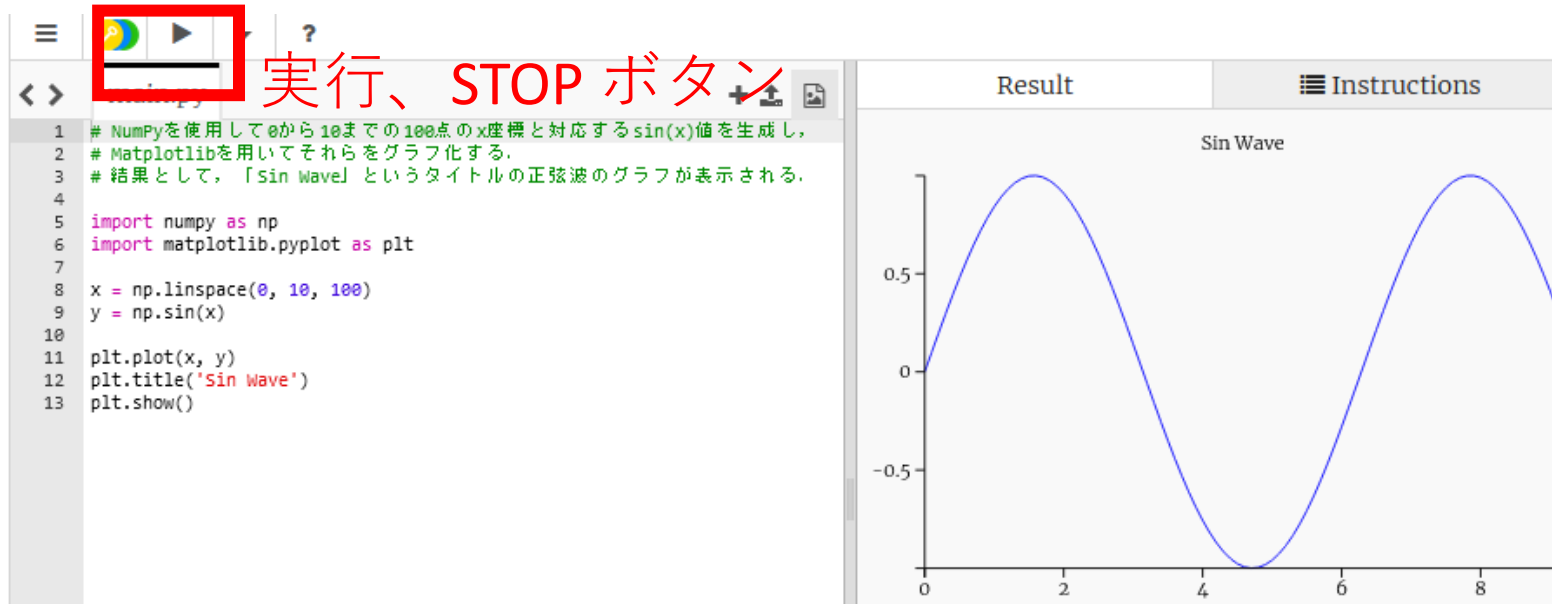 ?
実行、STOP ボタン
main.py
Result
Instructions
1 # NumPyを使用して0から10までの100点のx座標と対応するsin(x)値を生成し，
2 # Matplotlibを用いてそれらをグラフ化する．
3 # 結果として，「Sin Wave」というタイトルの正弦波のグラフが表示される．
4
5 import numpy as np
6 import matplotlib.pyplot as plt
7
8 x = np.linspace(0, 10, 100)
9 y = np.sin(x)
10
11 plt.plot(x, y)
12 plt.title('Sin Wave')
13 plt.show()
Sin Wave
0.5
0
-0.5
0 2 4 6 8